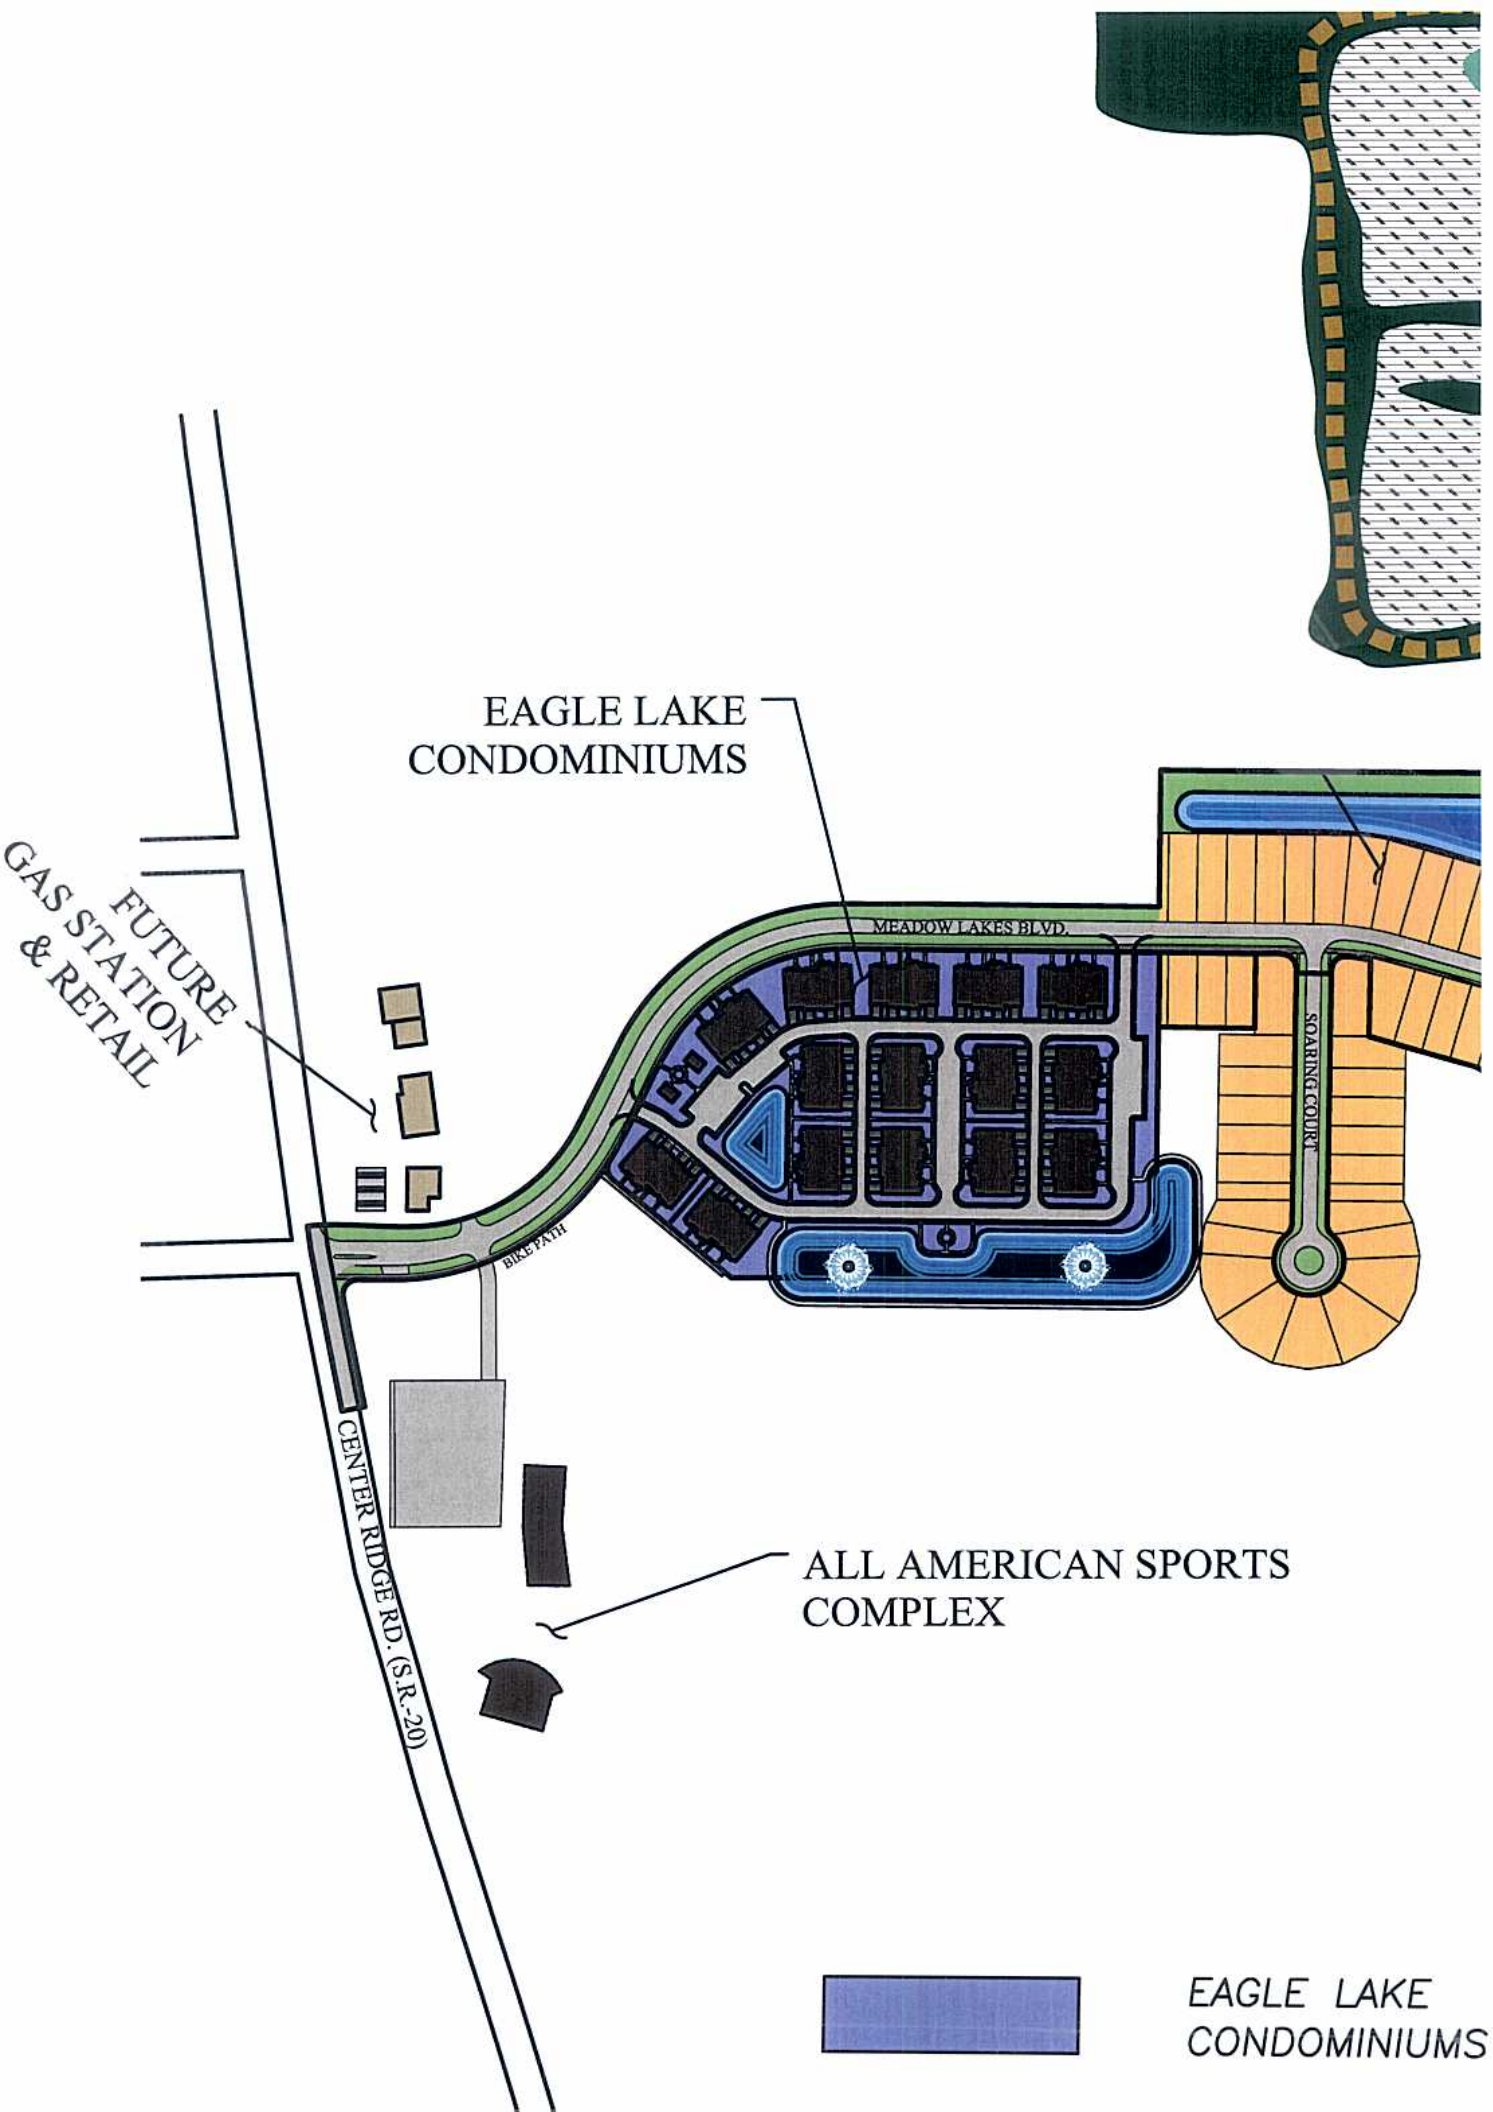 EAGLE LAKE
CONDOMINIUMS
FUTURE
GAS STATION
& RETAIL
MEADOW LAKES BLVD.
SOARING COURT
BIKE PATH
CENTER RIDGE RD. (S.R.-20)
ALL AMERICAN SPORTS
COMPLEX
EAGLE LAKE
CONDOMINIUMS